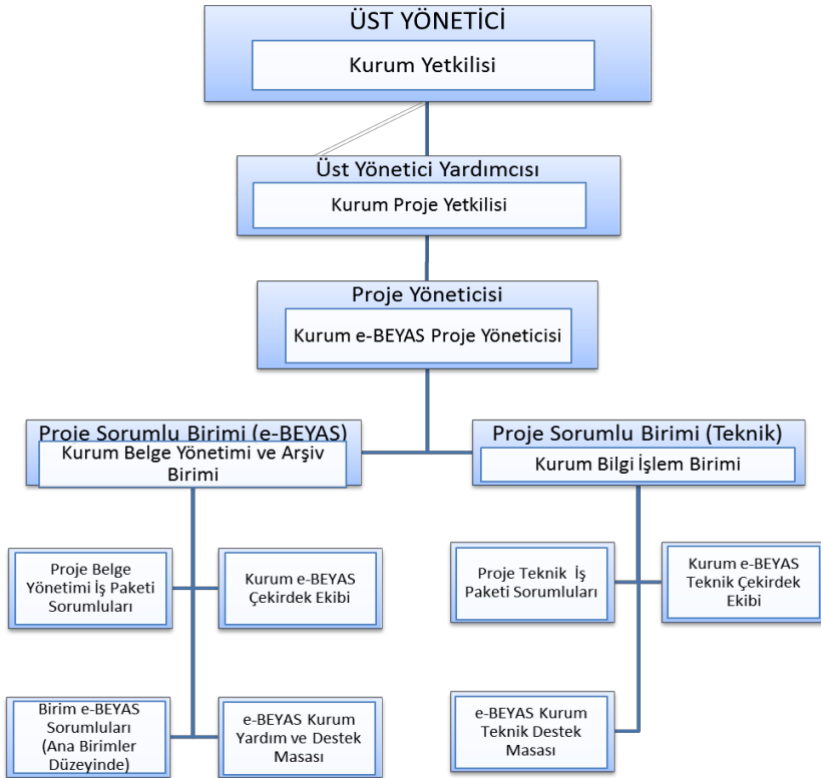 ÜST YÖNETİCİ
Kurum Yetkilisi
Üst Yönetici Yardımcısı
Kurum Proje Yetkilisi
Proje Yöneticisi
Kurum e-BEYAS Proje Yöneticisi
Proje Sorumlu Birimi (e-BEYAS)
Kurum Belge Yönetimi ve Arşiv
Birimi
Proje Sorumlu Birimi (Teknik)
Kurum Bilgi İşlem Birimi
Proje Belge
Yönetimi İş Paketi
Sorumluları
Kurum e-BEYAS
Çekirdek Ekibi
Proje Teknik İş
Paketi Sorumluları
Kurum e-BEYAS
Teknik Çekirdek
Ekibi
Birim e-BEYAS
Sorumluları
(Ana Birimler
Düzeyinde)
e-BEYAS Kurum
Yardım ve Destek
Masası
e-BEYAS Kurum
Teknik Destek
Masası